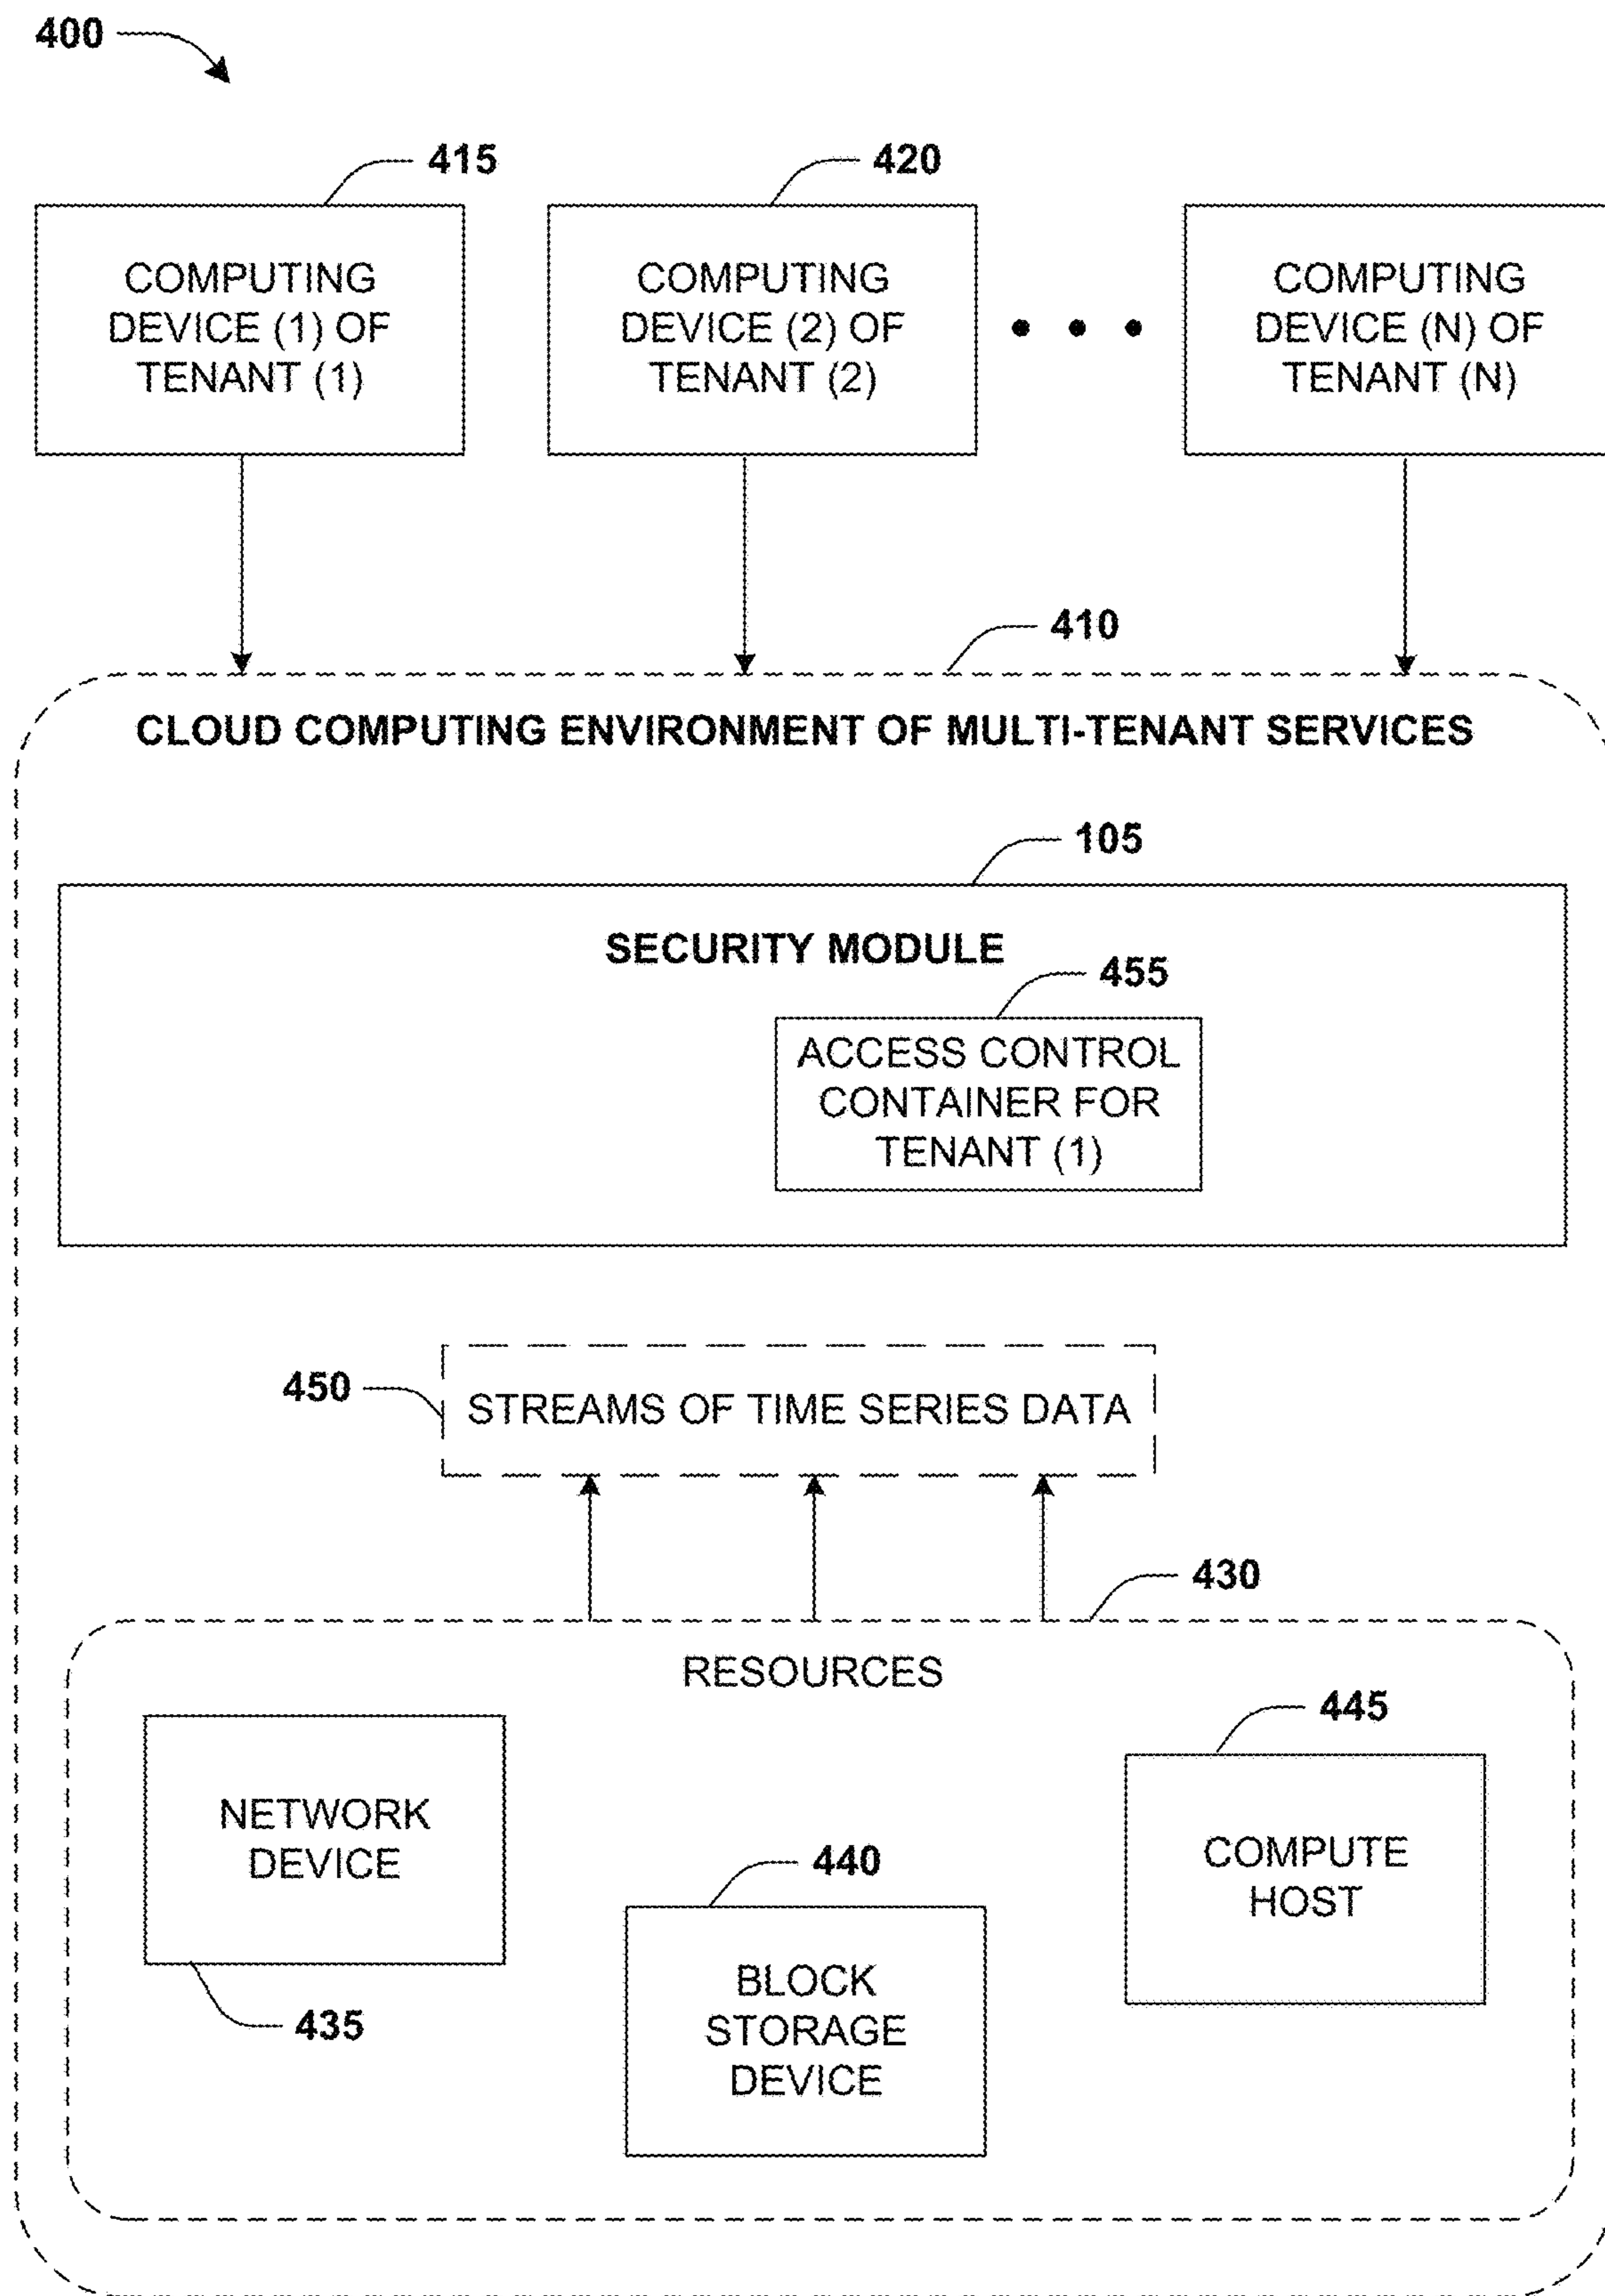 400
415
420
COMPUTING
DEVICE (1) OF
TENANT (1)
COMPUTING
DEVICE (2) OF
TENANT (2)
COMPUTING
DEVICE (N) OF
TENANT (N)
410
CLOUD COMPUTING ENVIRONMENT OF MULTI-TENANT SERVICES
105
SECURITY MODULE
455
ACCESS CONTROL
CONTAINER FOR
TENANT (1)
450
STREAMS OF TIME SERIES DATA
430
RESOURCES
445
NETWORK
DEVICE
435
440
BLOCK
STORAGE
DEVICE
COMPUTE
HOST